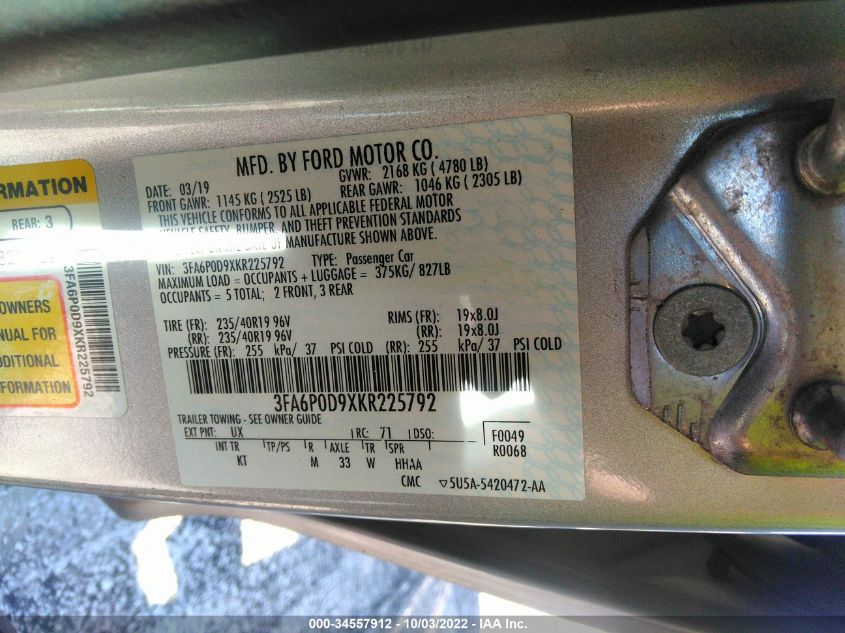 MFD. BY FORD MOTOR CO.
DATE: 03/19
GVWR: 2168 KG ( 4780 LB)
FRONT GAWR: 1145 KG ( 2525 LB)
REAR GAWR: 1046 KG ( 2305 LB)
THIS VEHICLE CONFORMS TO ALL APPLICABLE FEDERAL MOTOR
VEHICLE SAFETY, BUMPER, AND THEFT PREVENTION STANDARDS
DATE OF MANUFACTURE SHOWN ABOVE.
VIN: 3FA6P0D9XKR225792 TYPE: Passenger Car
MAXIMUM LOAD = OCCUPANTS + LUGGAGE = 375KG/ 827LB
OCCUPANTS = 5 TOTAL; 2 FRONT, 3 REAR
TIRE (FR): 235/40R19 96V RIMS (FR): 19x8.0J
(RR): 235/40R19 96V (RR): 19x8.0J
PRESSURE (FR): 255 kPa/ 37 PSI COLD (RR): 255 kPa/ 37 PSI COLD
3FA6P0D9XKR225792
TRAILER TOWING - SEE OWNER GUIDE
EXT PNT: UX RC: 71 DSO: F0049
INT TR TP/PS R AXLE TR SPR R0068
KT M 33 W HHAA
CMC ▽5U5A-5420472-AA
ORMATION
REAR: 3
3FA6P0D9XKR225792
OWNERS
NUAL FOR
DDITIONAL
FORMATION
000-34557912 - 10/03/2022 - IAA Inc.